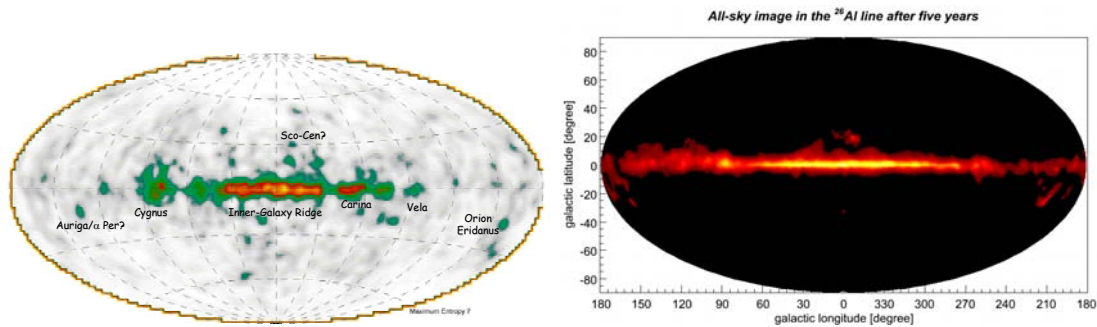 Sco-Cen?
Cygnus
Inner-Galaxy Ridge
Carina
Vela
Auriga/α Per?
Orion
Eridanus
Maximum Entropy 7
All-sky image in the ²⁶Al line after five years
galactic latitude [degree]
80
60
40
20
0
-20
-40
-60
-80
180 150 120 90 60 30 0 330 300 270 240 210 180
galactic longitude [degree]